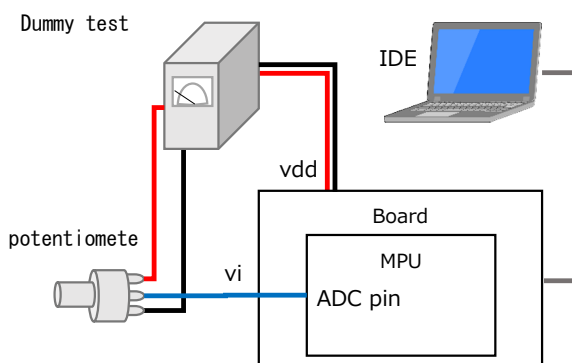 Dummy test
IDE
vdd
Board
potentiomete
MPU
vi
ADC pin